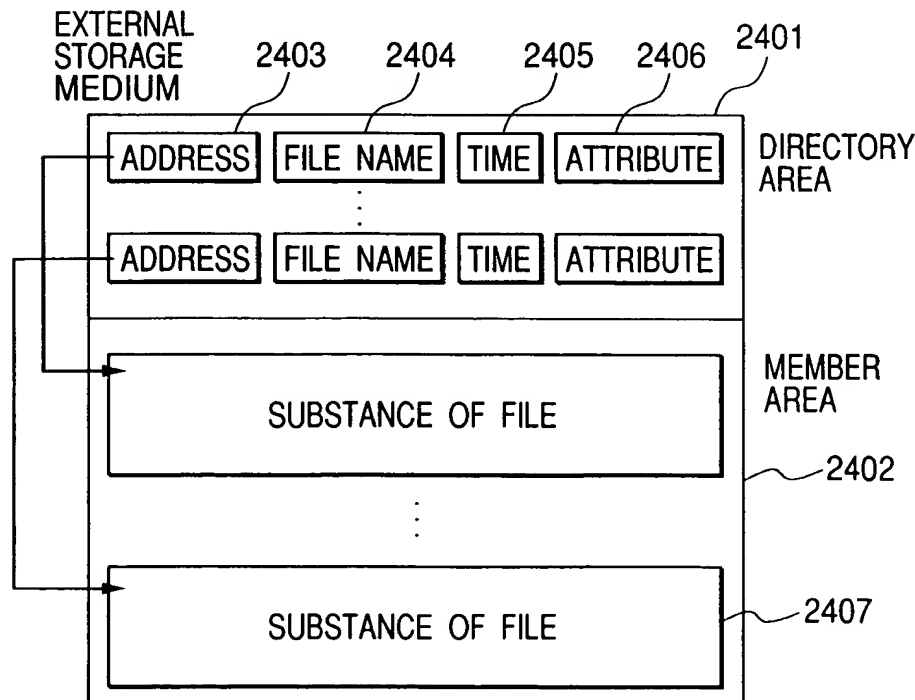 EXTERNAL
STORAGE
MEDIUM
2403
2404
2405
2406
2401
ADDRESS
FILE NAME
TIME
ATTRIBUTE
DIRECTORY
AREA
ADDRESS
FILE NAME
TIME
ATTRIBUTE
MEMBER
AREA
SUBSTANCE OF FILE
2402
SUBSTANCE OF FILE
2407